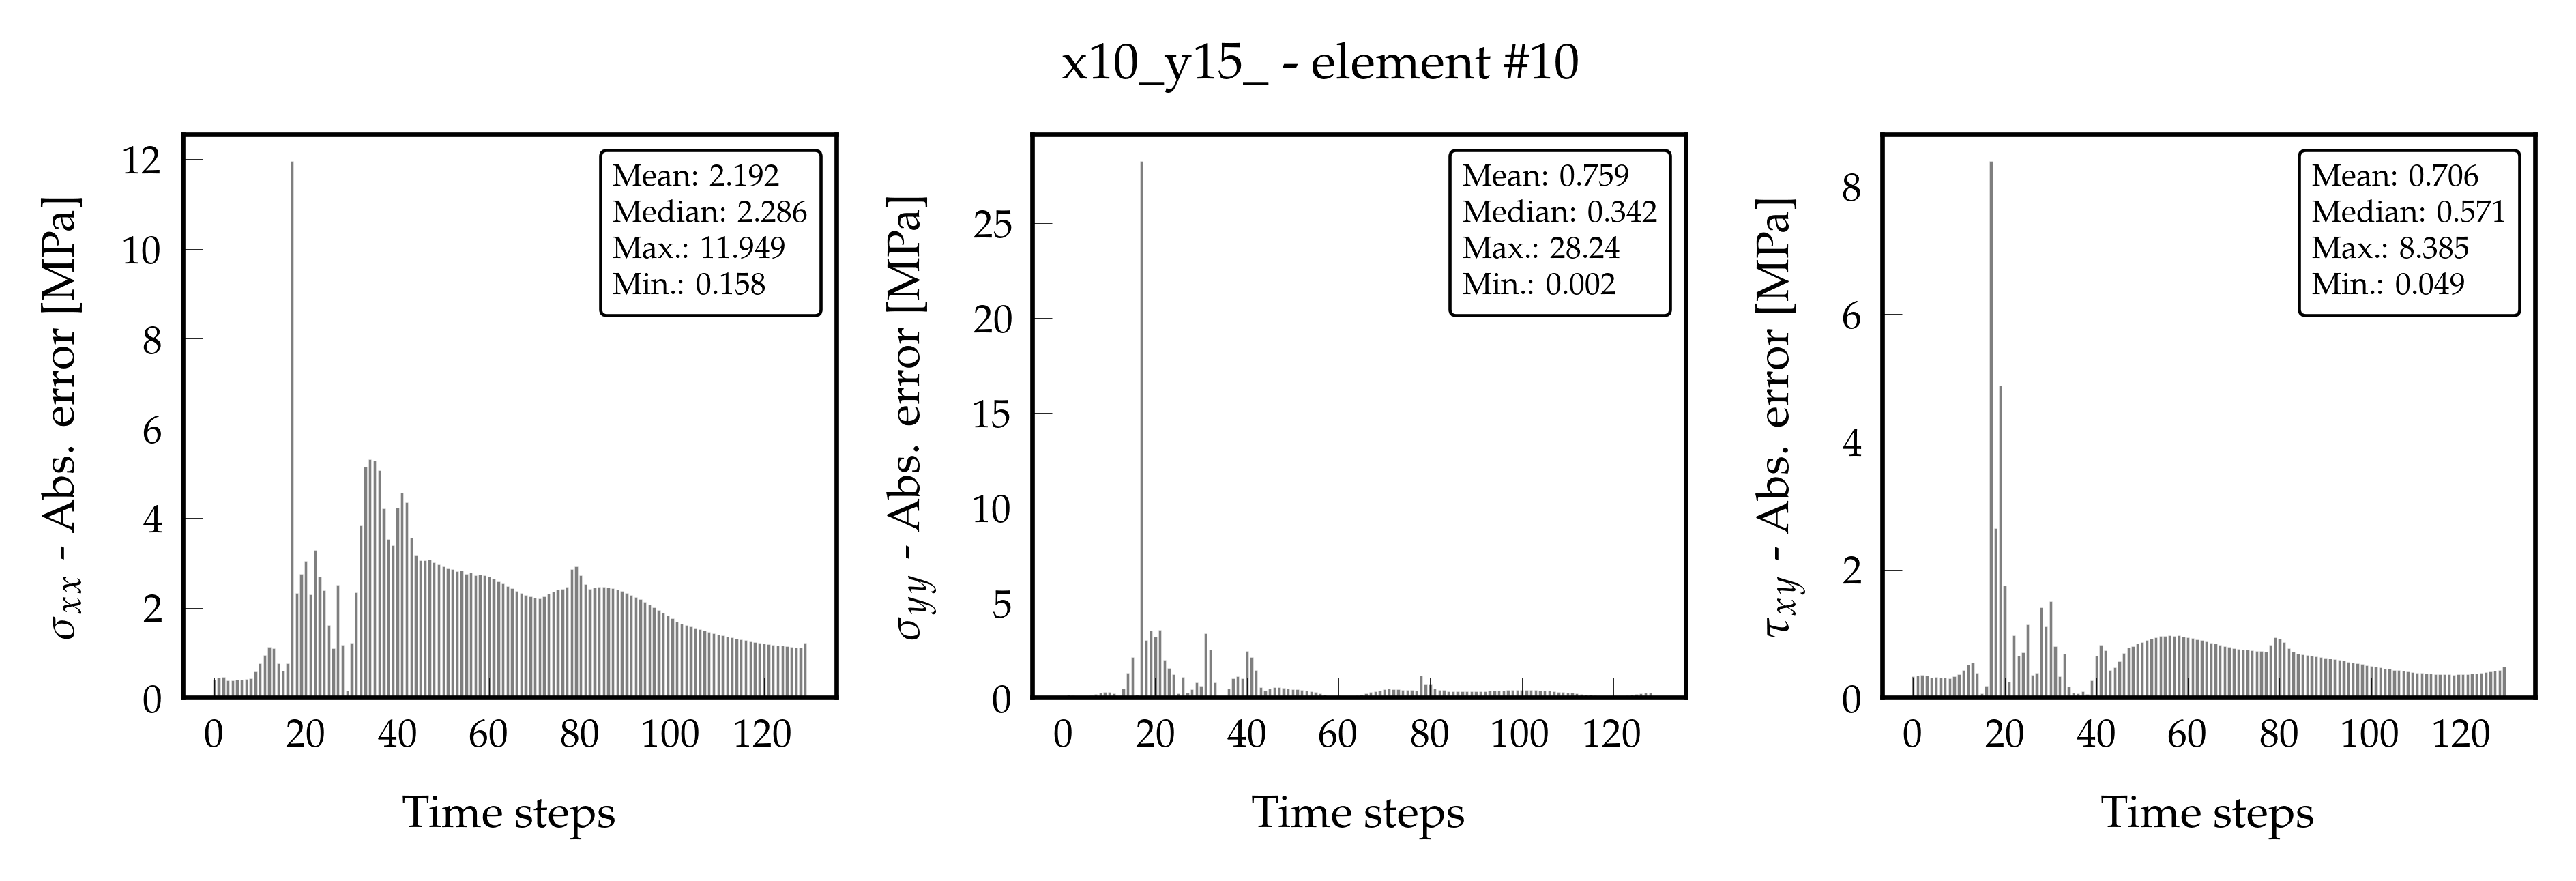 x10_y15_ - element #10
σxx - Abs. error [MPa]
12
10
8
6
4
2
0
Mean: 2.192
Median: 2.286
Max.: 11.949
Min.: 0.158
0 20 40 60 80 100 120
Time steps
σyy - Abs. error [MPa]
25
20
15
10
5
0
Mean: 0.759
Median: 0.342
Max.: 28.24
Min.: 0.002
0 20 40 60 80 100 120
Time steps
τxy - Abs. error [MPa]
8
6
4
2
0
Mean: 0.706
Median: 0.571
Max.: 8.385
Min.: 0.049
0 20 40 60 80 100 120
Time steps